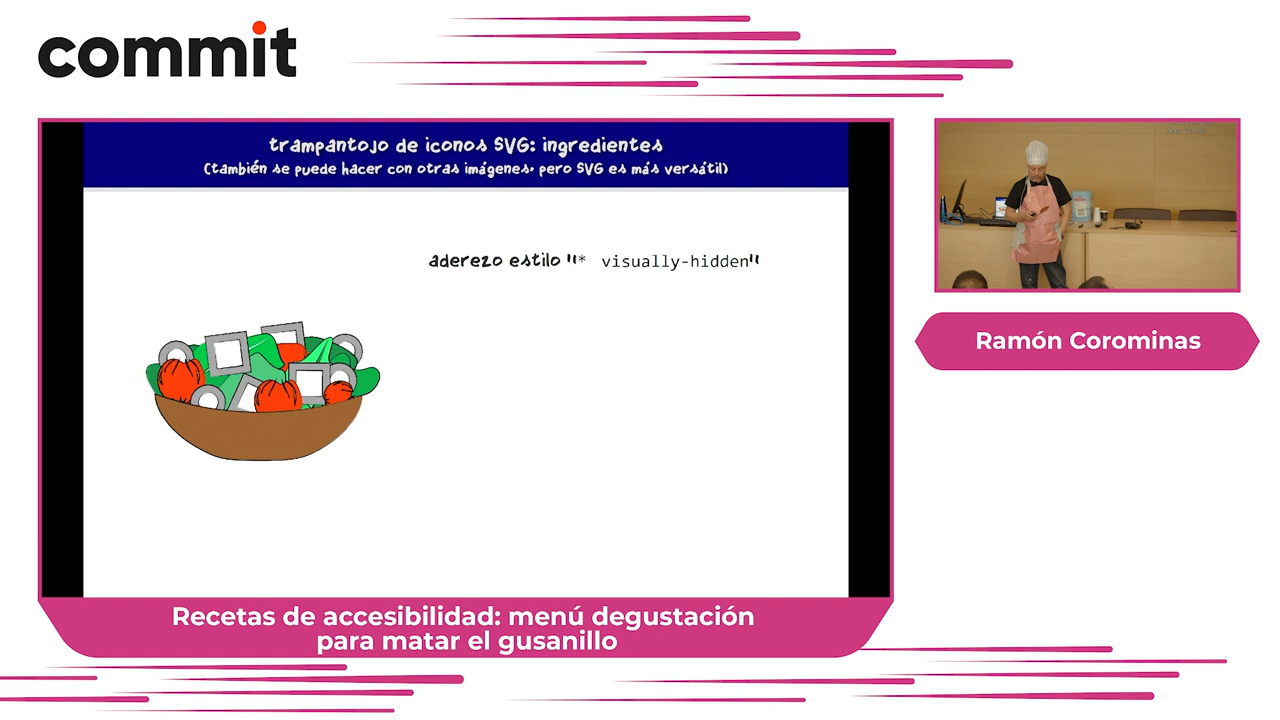 commit
trampantojo de iconos SVG: ingredientes
(también se puede hacer con otras imágenes, pero SVG es más versátil)
aderezo estilo "* visually-hidden"
Ramón Corominas
Recetas de accesibilidad: menú degustación
para matar el gusanillo